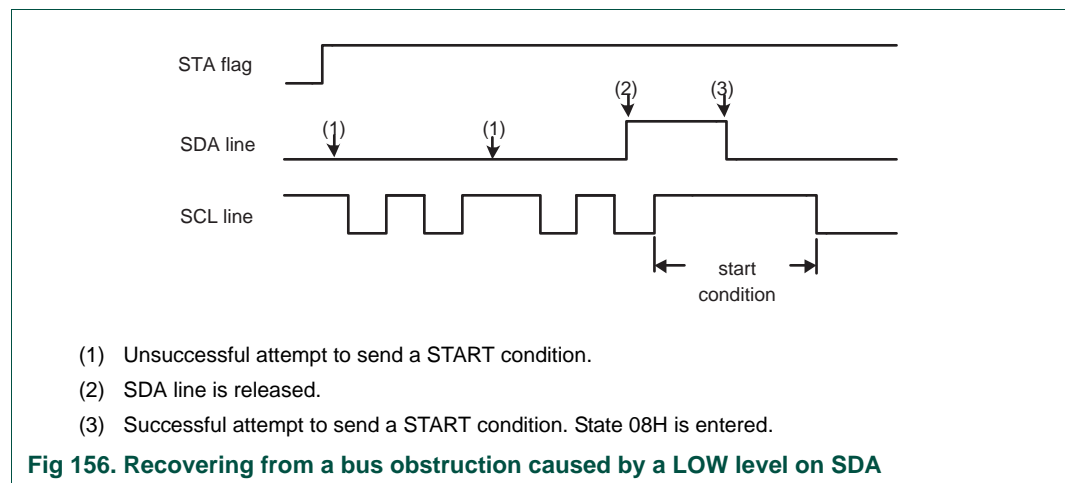 STA flag
(2) (3)
(1) (1)
SDA line
SCL line
start
condition
(1) Unsuccessful attempt to send a START condition.
(2) SDA line is released.
(3) Successful attempt to send a START condition. State 08H is entered.
Fig 156. Recovering from a bus obstruction caused by a LOW level on SDA